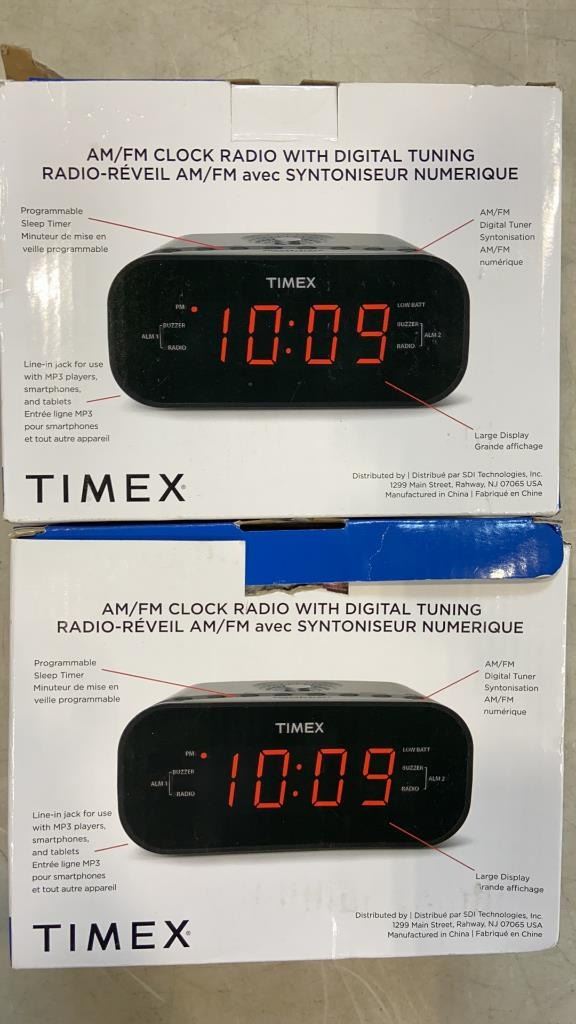 AM/FM CLOCK RADIO WITH DIGITAL TUNING
RADIO-RÉVEIL AM/FM avec SYNTONISEUR NUMERIQUE
Programmable
Sleep Timer
Minuteur de mise en
veille programmable
AM/FM
Digital Tuner
Syntonisation
AM/FM
numérique
TIMEX
PM
10:09
LOW BATT
ALM 1
BUZZER
RADIO
BUZZER
RADIO
ALM 2
Line-in jack for use
with MP3 players,
smartphones,
and tablets
Entrée ligne MP3
pour smartphones
et tout autre appareil
Large Display
Grande affichage
TIMEX®
Distributed by | Distribué par SDI Technologies, Inc.
1299 Main Street, Rahway, NJ 07065 USA
Manufactured in China | Fabriqué en Chine
AM/FM CLOCK RADIO WITH DIGITAL TUNING
RADIO-RÉVEIL AM/FM avec SYNTONISEUR NUMERIQUE
Programmable
Sleep Timer
Minuteur de mise en
veille programmable
AM/FM
Digital Tuner
Syntonisation
AM/FM
numérique
TIMEX
PM
10:09
LOW BATT
ALM 1
BUZZER
RADIO
BUZZER
RADIO
ALM 2
Line-in jack for use
with MP3 players,
smartphones,
and tablets
Entrée ligne MP3
pour smartphones
et tout autre appareil
Large Display
Grande affichage
TIMEX®
Distributed by | Distribué par SDI Technologies, Inc.
1299 Main Street, Rahway, NJ 07065 USA
Manufactured in China | Fabriqué en Chine